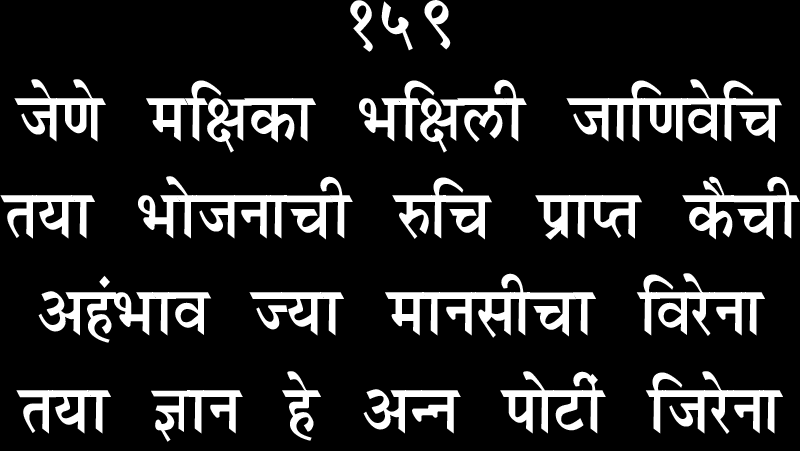 १५९
जेणे मक्षिका भक्षिली जाणिवेचि
तया भोजनाची रुचि प्राप्त कैची
अहंभाव ज्या मानसीचा विरेना
तया ज्ञान हे अन्न पोटीं जिरेना